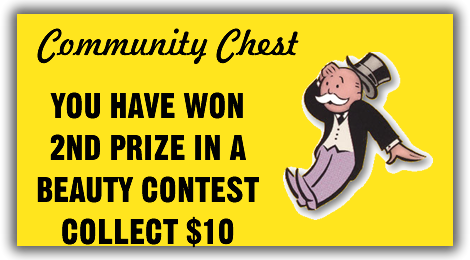 Community Chest
YOU HAVE WON
2ND PRIZE IN A
BEAUTY CONTEST
COLLECT $10